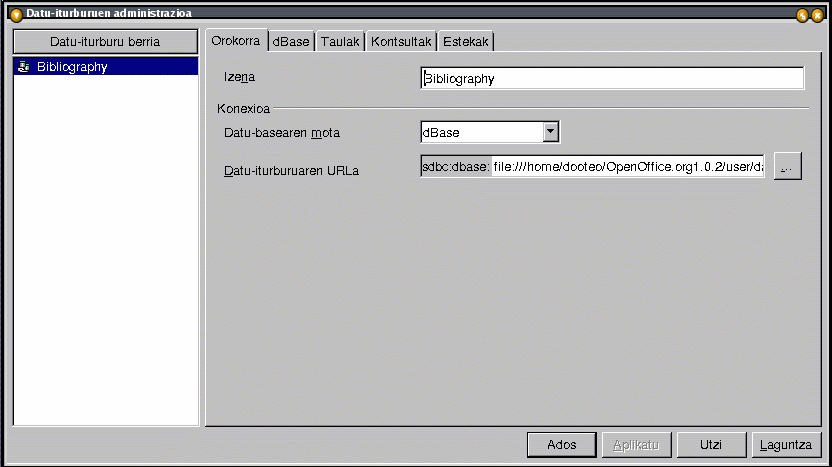 Datu-iturburuen administrazioa
Datu-iturburu berria
Bibliography
Orokorra dBase Taulak Kontsultak Estekak
Izena Bibliography
Konexioa
Datu-basearen mota dBase
Datu-iturburuaren URLa sdbc:dbase: file:///home/dooteo/OpenOffice.org1.0.2/user/da ...
Ados Aplikatu Utzi Laguntza